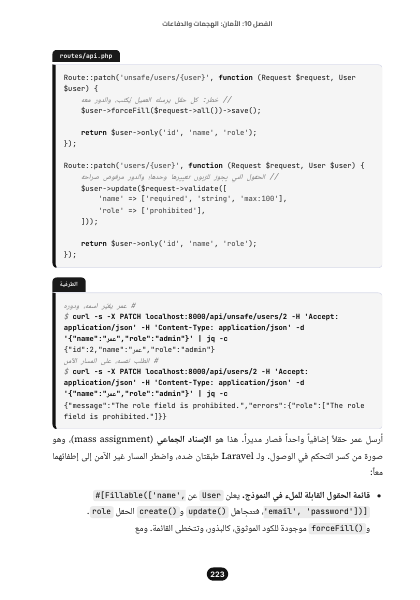 الفصل 10: الأمان: الهجمات والدفاعات
routes/api.php
Route::patch('unsafe/users/{user}', function (Request $request, User
$user) {
// خطر: كل حقل يرسله العميل يُكتب، والدور معه
$user->forceFill($request->all())->save();
return $user->only('id', 'name', 'role');
});
Route::patch('users/{user}', function (Request $request, User $user) {
// الحقول التي يجوز للزبون تغييرها وحدها، والدور مرفوض صراحة
$user->update($request->validate([
'name' => ['required', 'string', 'max:100'],
'role' => ['prohibited'],
]));
return $user->only('id', 'name', 'role');
});
الطرفية
# عمر يغير اسمه، ودوره
$ curl -s -X PATCH localhost:8000/api/unsafe/users/2 -H 'Accept:
application/json' -H 'Content-Type: application/json' -d
'{"name":"عمر","role":"admin"}' | jq -c
{"id":2,"name":"عمر","role":"admin"}
# الطلب نفسه، على المسار الآمن
$ curl -s -X PATCH localhost:8000/api/users/2 -H 'Accept:
application/json' -H 'Content-Type: application/json' -d
'{"name":"عمر","role":"admin"}' | jq -c
{"message":"The role field is prohibited.","errors":{"role":["The role
field is prohibited."]}}
أرسل عمر حقلاً إضافياً واحداً فصار مديراً. هذا هو الإسناد الجماعي (mass assignment)، وهو
صورة من كسر التحكم في الوصول. ولـ Laravel طبقتان ضده، واضطر المسار غير الآمن إلى إطفائهما
معاً:
• قائمة الحقول القابلة للملء في النموذج. يعلن User عن #[Fillable(['name',
'email', 'password'])]، فتتجاهل update() و create() الحقل role .
و forceFill() موجودة للكود الموثوق، كالبذور، وتتخطى القائمة. ومع
223